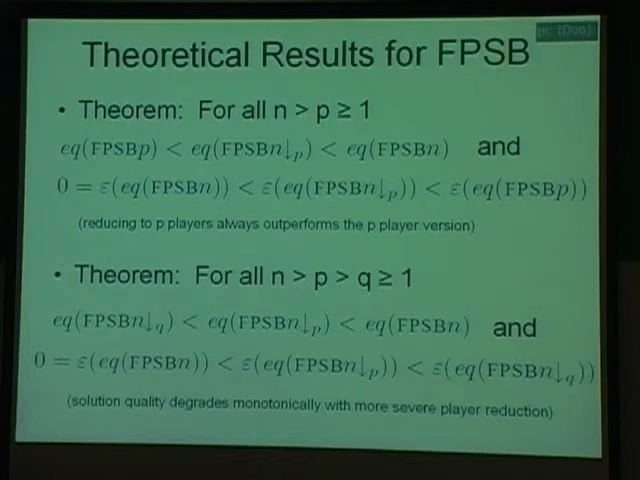 pc (Don)
Theoretical Results for FPSB
• Theorem: For all n > p ≥ 1
eq(FPSBp) < eq(FPSBn↓p) < eq(FPSBn) and
0 = ε(eq(FPSBn)) < ε(eq(FPSBn↓p)) < ε(eq(FPSBp))
(reducing to p players always outperforms the p player version)
• Theorem: For all n > p > q ≥ 1
eq(FPSBn↓q) < eq(FPSBn↓p) < eq(FPSBn) and
0 = ε(eq(FPSBn)) < ε(eq(FPSBn↓p)) < ε(eq(FPSBn↓q))
(solution quality degrades monotonically with more severe player reduction)